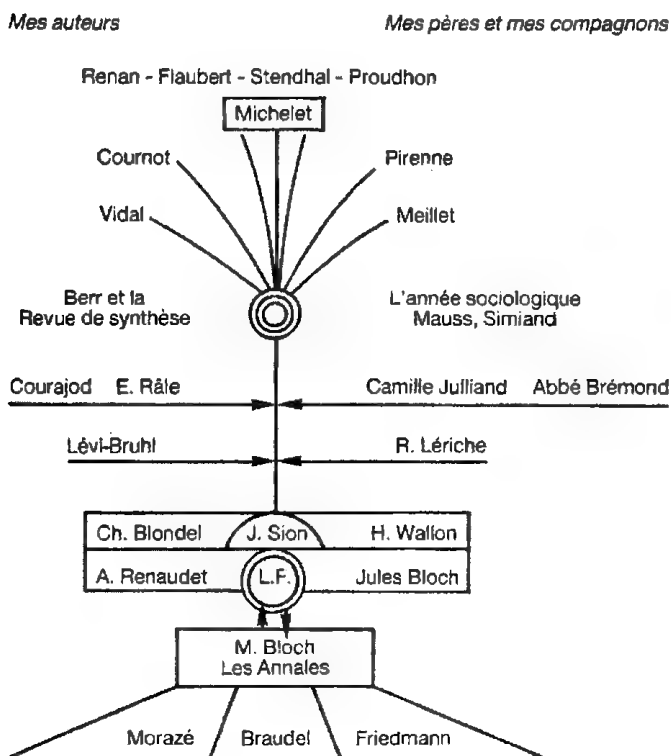 Mes auteurs Mes pères et mes compagnons
Renan - Flaubert - Stendhal - Proudhon
Michelet
Cournot Pirenne
Vidal Meillet
Berr et la
Revue de synthèse
L'année sociologique
Mauss, Simiand
Courajod E. Râle Camille Julliand Abbé Brémond
Lévi-Bruhl R. Lériche
Ch. Blondel J. Sion H. Wallon
A. Renaudet L.F. Jules Bloch
M. Bloch
Les Annales
Morazé Braudel Friedmann